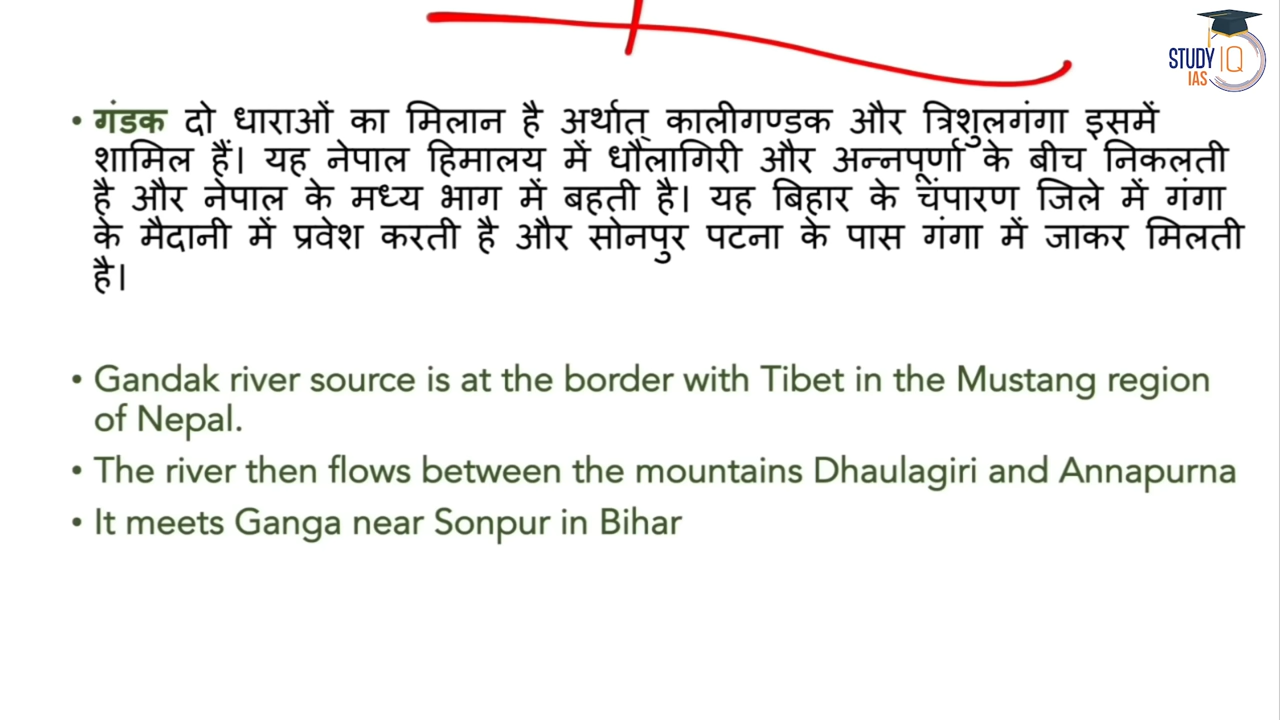 STUDY IQ
IAS
• गंडक दो धाराओं का मिलान है अर्थात् कालीगण्डक और त्रिशुलगंगा इसमें
शामिल हैं। यह नेपाल हिमालय में धौलागिरी और अन्नपूर्णा के बीच निकलती
है और नेपाल के मध्य भाग में बहती है। यह बिहार के चंपारण जिले में गंगा
के मैदानी में प्रवेश करती है और सोनपुर पटना के पास गंगा में जाकर मिलती
है।
• Gandak river source is at the border with Tibet in the Mustang region
of Nepal.
• The river then flows between the mountains Dhaulagiri and Annapurna
• It meets Ganga near Sonpur in Bihar